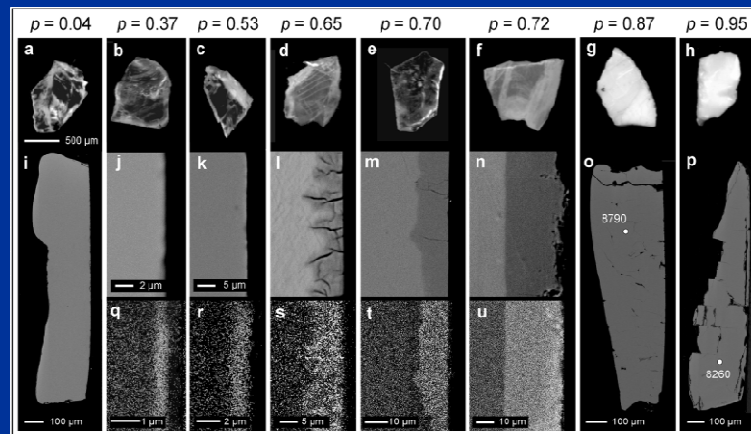 p = 0.04 p = 0.37 p = 0.53 p = 0.65 p = 0.70 p = 0.72 p = 0.87 p = 0.95
a b c d e f g h
500 µm
i j k l m n o p
8790
2 µm 5 µm
q r s t u
8260
100 µm 1 µm 2 µm 5 µm 10 µm 10 µm 100 µm 100 µm